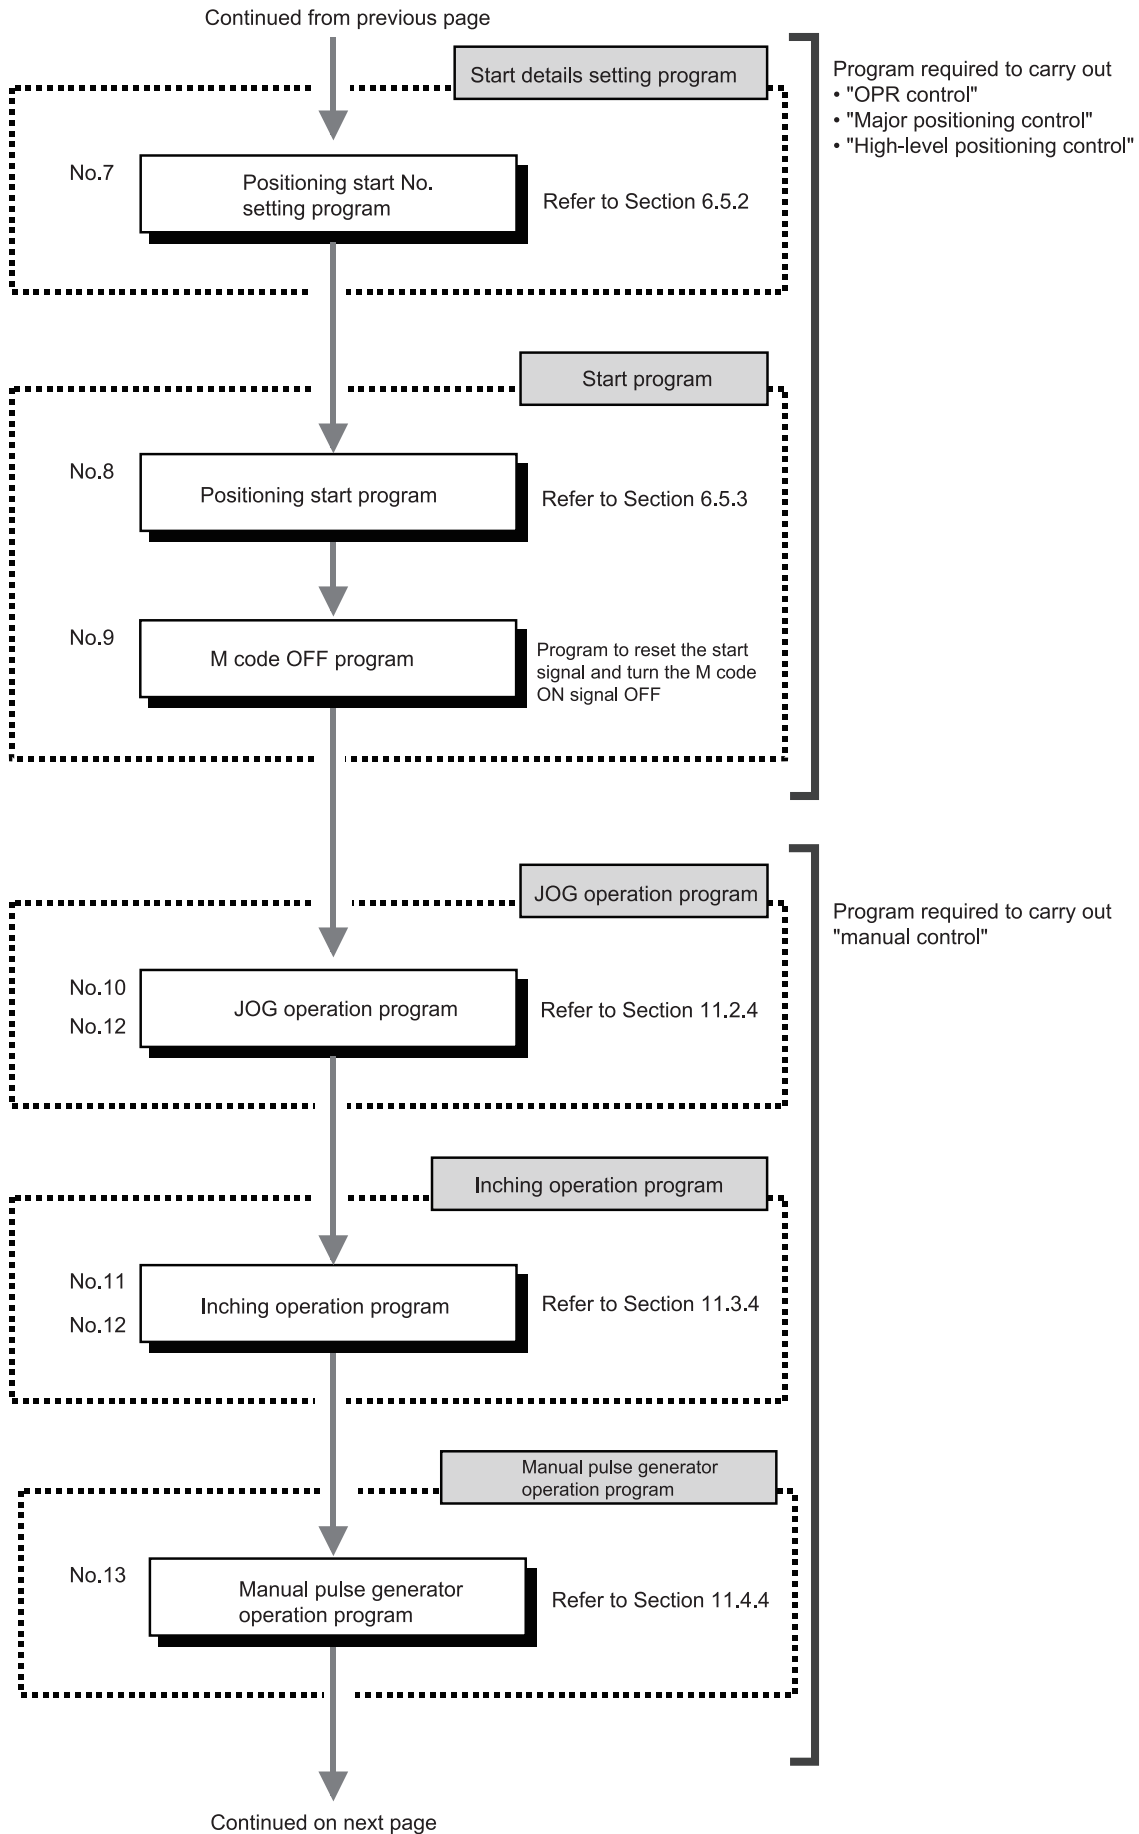 Continued from previous page
Start details setting program
Program required to carry out
• "OPR control"
• "Major positioning control"
• "High-level positioning control"
No.7
Positioning start No.
setting program
Refer to Section 6.5.2
Start program
No.8
Positioning start program
Refer to Section 6.5.3
No.9
M code OFF program
Program to reset the start
signal and turn the M code
ON signal OFF
JOG operation program
Program required to carry out
"manual control"
No.10
No.12
JOG operation program
Refer to Section 11.2.4
Inching operation program
No.11
No.12
Inching operation program
Refer to Section 11.3.4
Manual pulse generator
operation program
No.13
Manual pulse generator
operation program
Refer to Section 11.4.4
Continued on next page